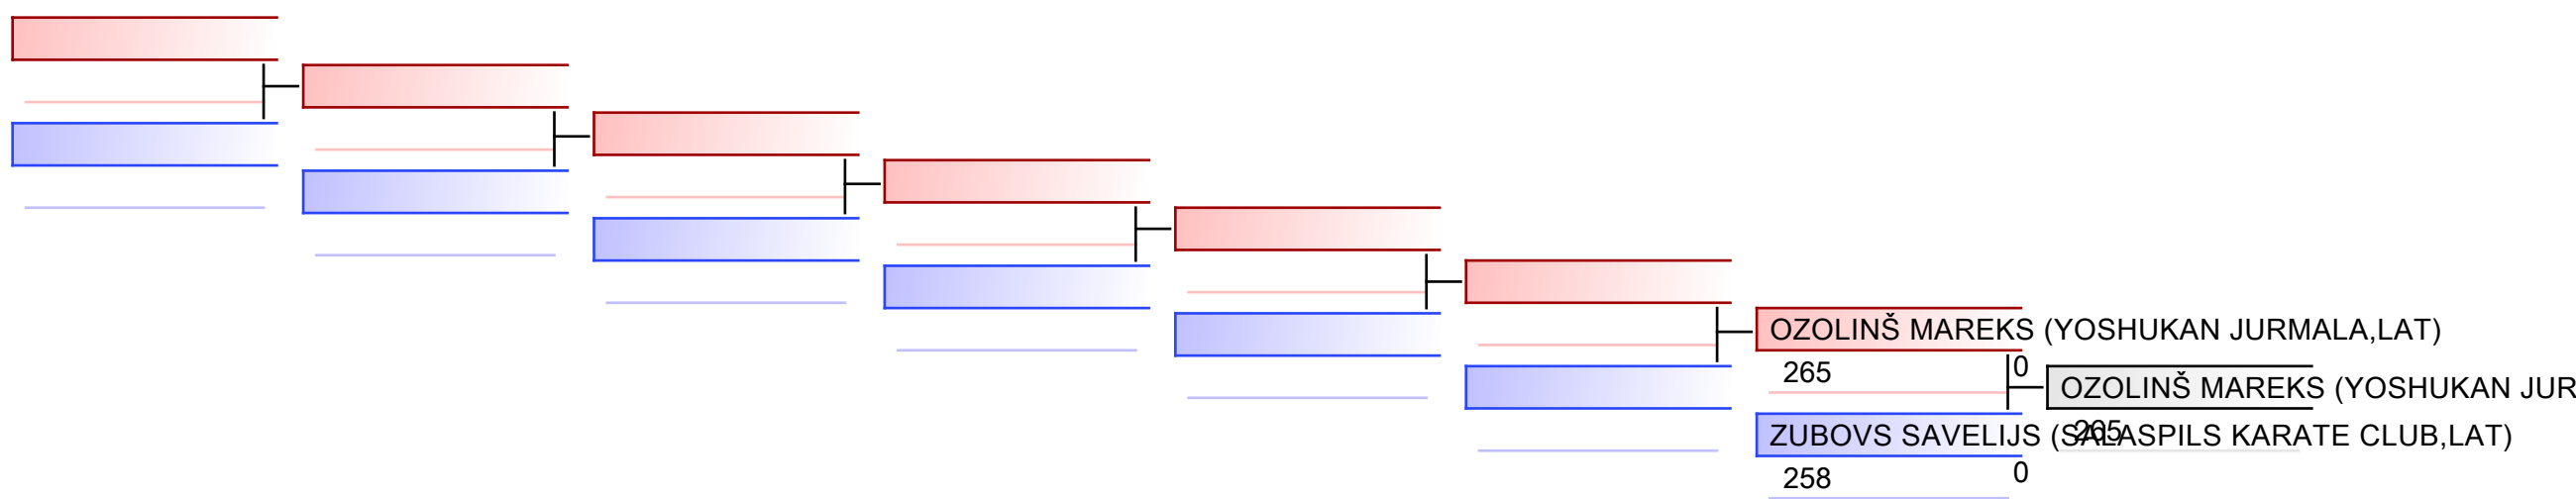 OZOLINŠ MAREKS (YOSHUKAN JURMALA,LAT)
265 0
OZOLINŠ MAREKS (YOSHUKAN JUR
265
ZUBOVS SAVELIJS (SALASPILS KARATE CLUB,LAT)
258 0